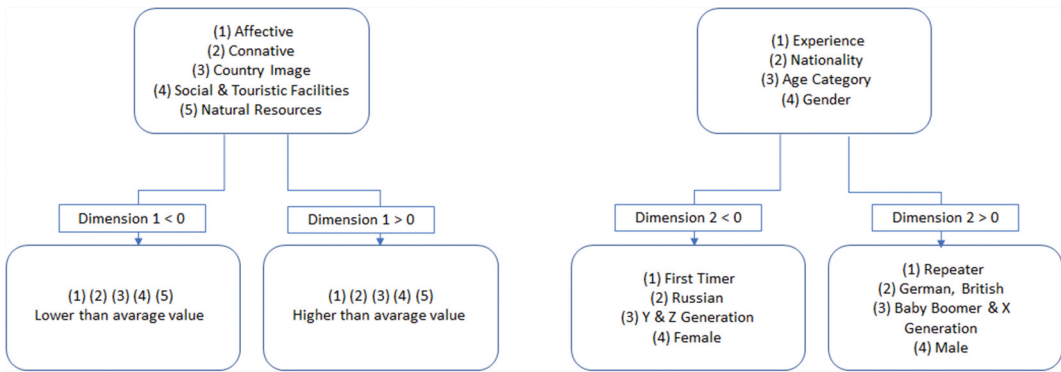 (1) Affective
(2) Connative
(3) Country Image
(4) Social & Touristic Facilities
(5) Natural Resources
(1) Experience
(2) Nationality
(3) Age Category
(4) Gender
Dimension 1 < 0
Dimension 1 > 0
Dimension 2 < 0
Dimension 2 > 0
(1) (2) (3) (4) (5)
Lower than avarage value
(1) (2) (3) (4) (5)
Higher than avarage value
(1) First Timer
(2) Russian
(3) Y & Z Generation
(4) Female
(1) Repeater
(2) German, British
(3) Baby Boomer & X
Generation
(4) Male